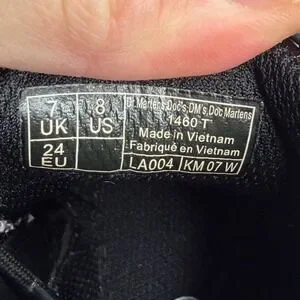 7 UK
8 US
24 EU
Dr.Martens;Doc's;DM's;Doc Martens
1460-T
Made in Vietnam
Fabriqué en Vietnam
LA004
KM 07 W